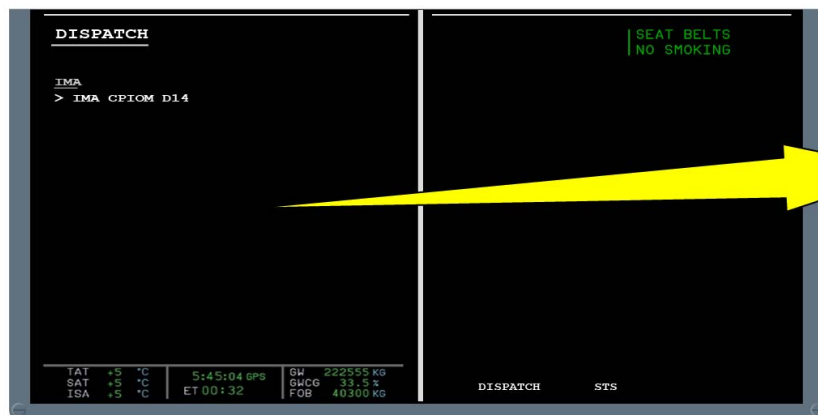 DISPATCH
IMA
> IMA CPIOM D14
SEAT BELTS
NO SMOKING
TAT +5 °C
SAT +5 °C
ISA +5 °C
5:45:04 GPS
ET 00:32
GW 222555 KG
GWCG 33.5 %
FOB 40300 KG
DISPATCH STS